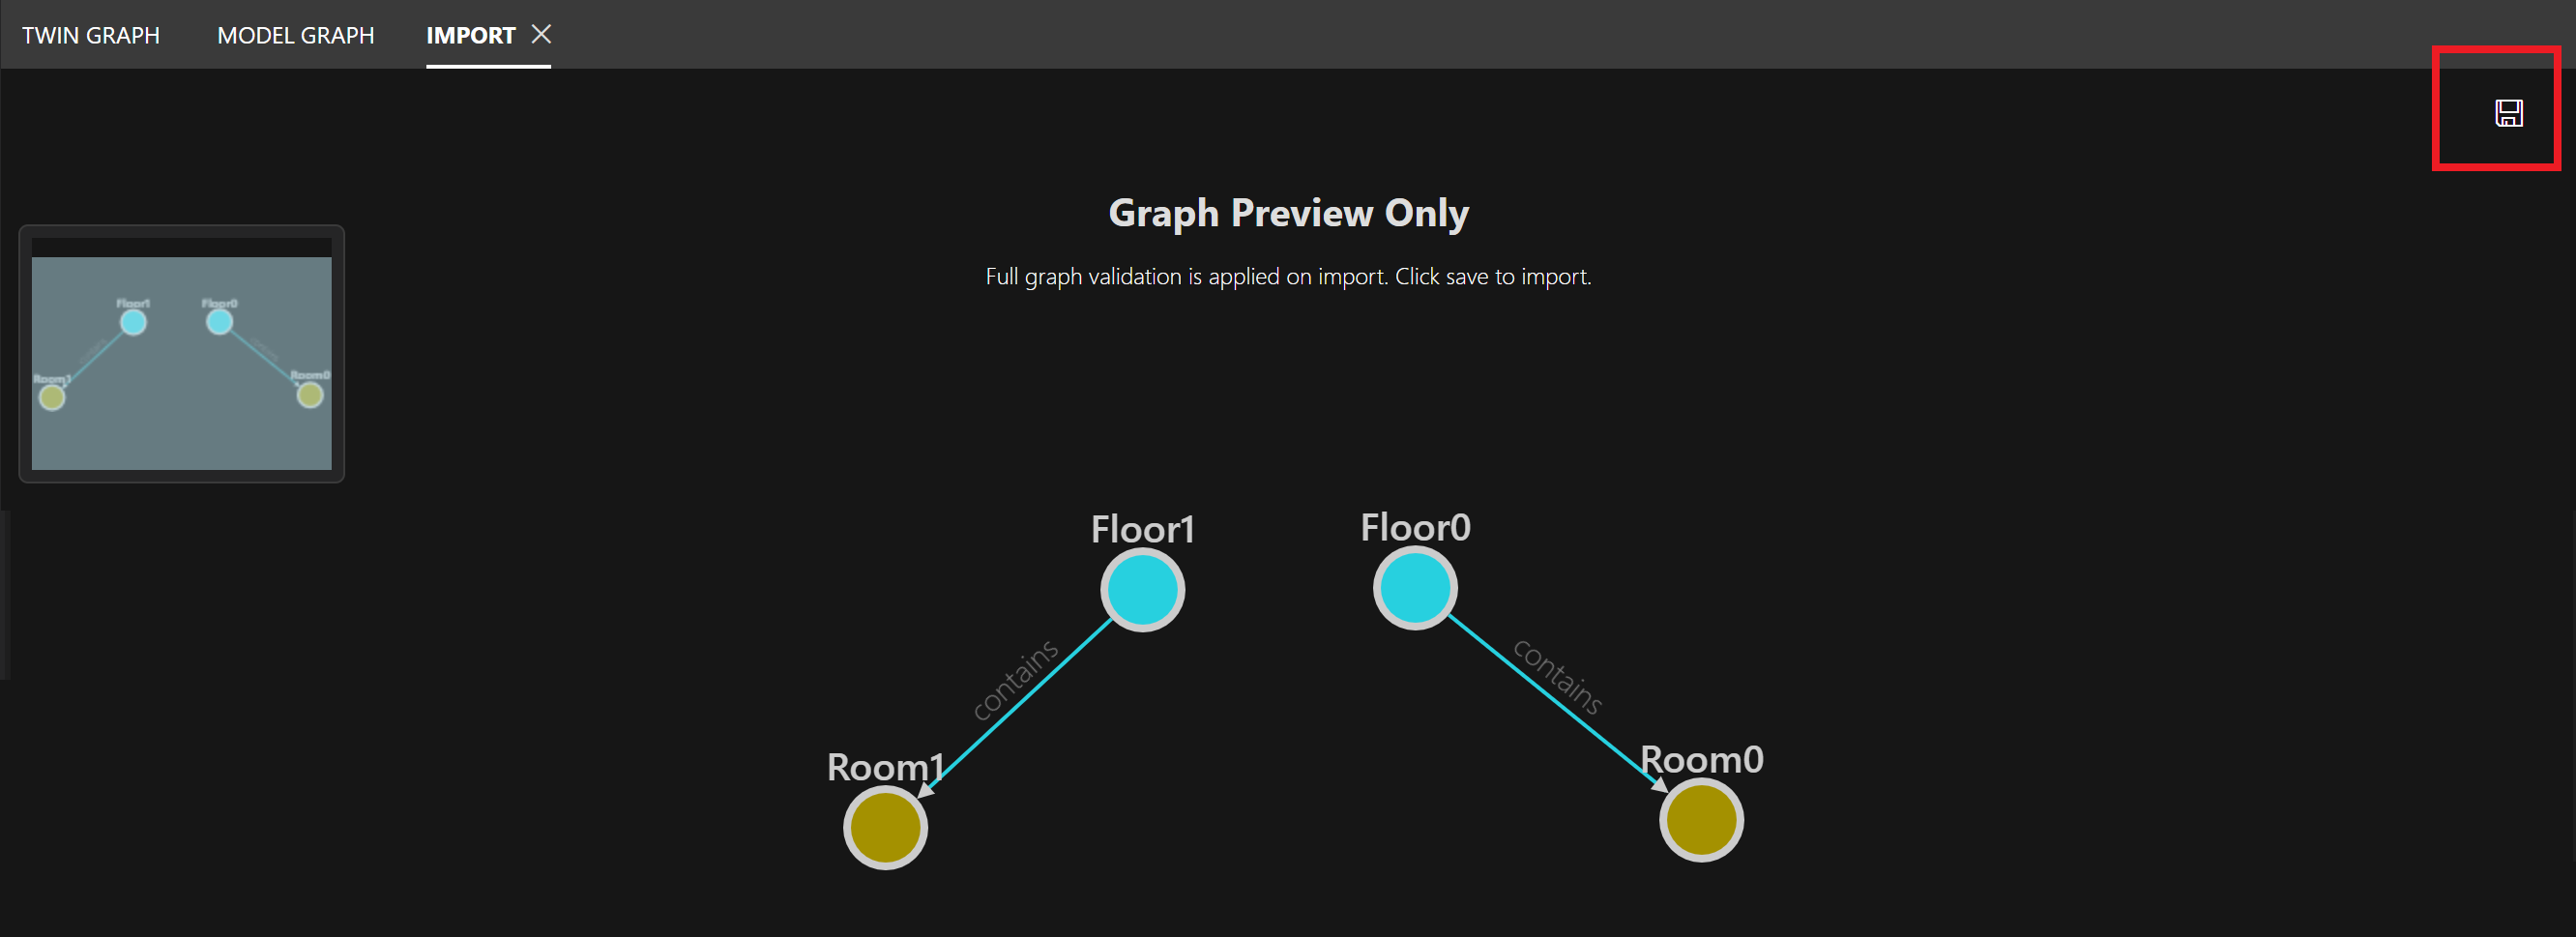 TWIN GRAPH MODEL GRAPH IMPORT
Graph Preview Only
Full graph validation is applied on import. Click save to import.
Floor1 Floor0
Room1 Room0
Floor1 Floor0
contains contains
Room1 Room0